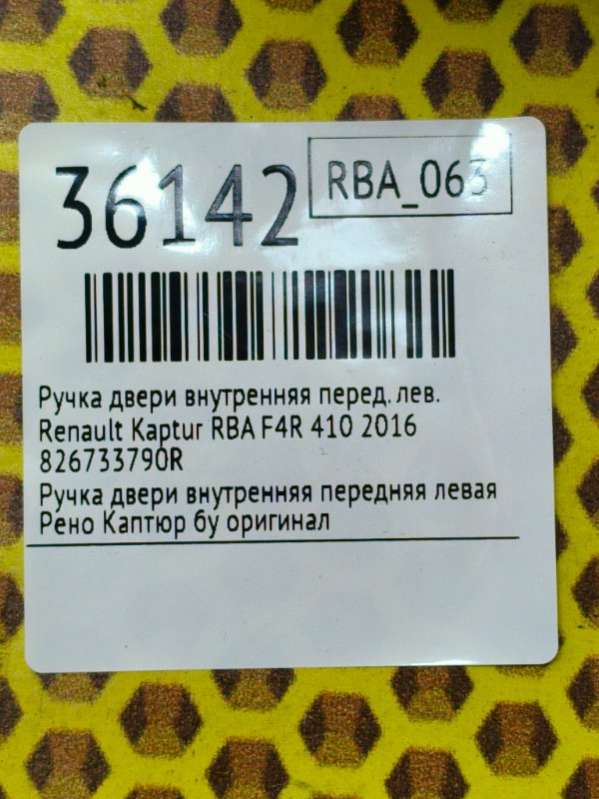 36142
RBA_063
Ручка двери внутренняя перед. лев.
Renault Kaptur RBA F4R 410 2016
826733790R
Ручка двери внутренняя передняя левая
Рено Каптюр бу оригинал